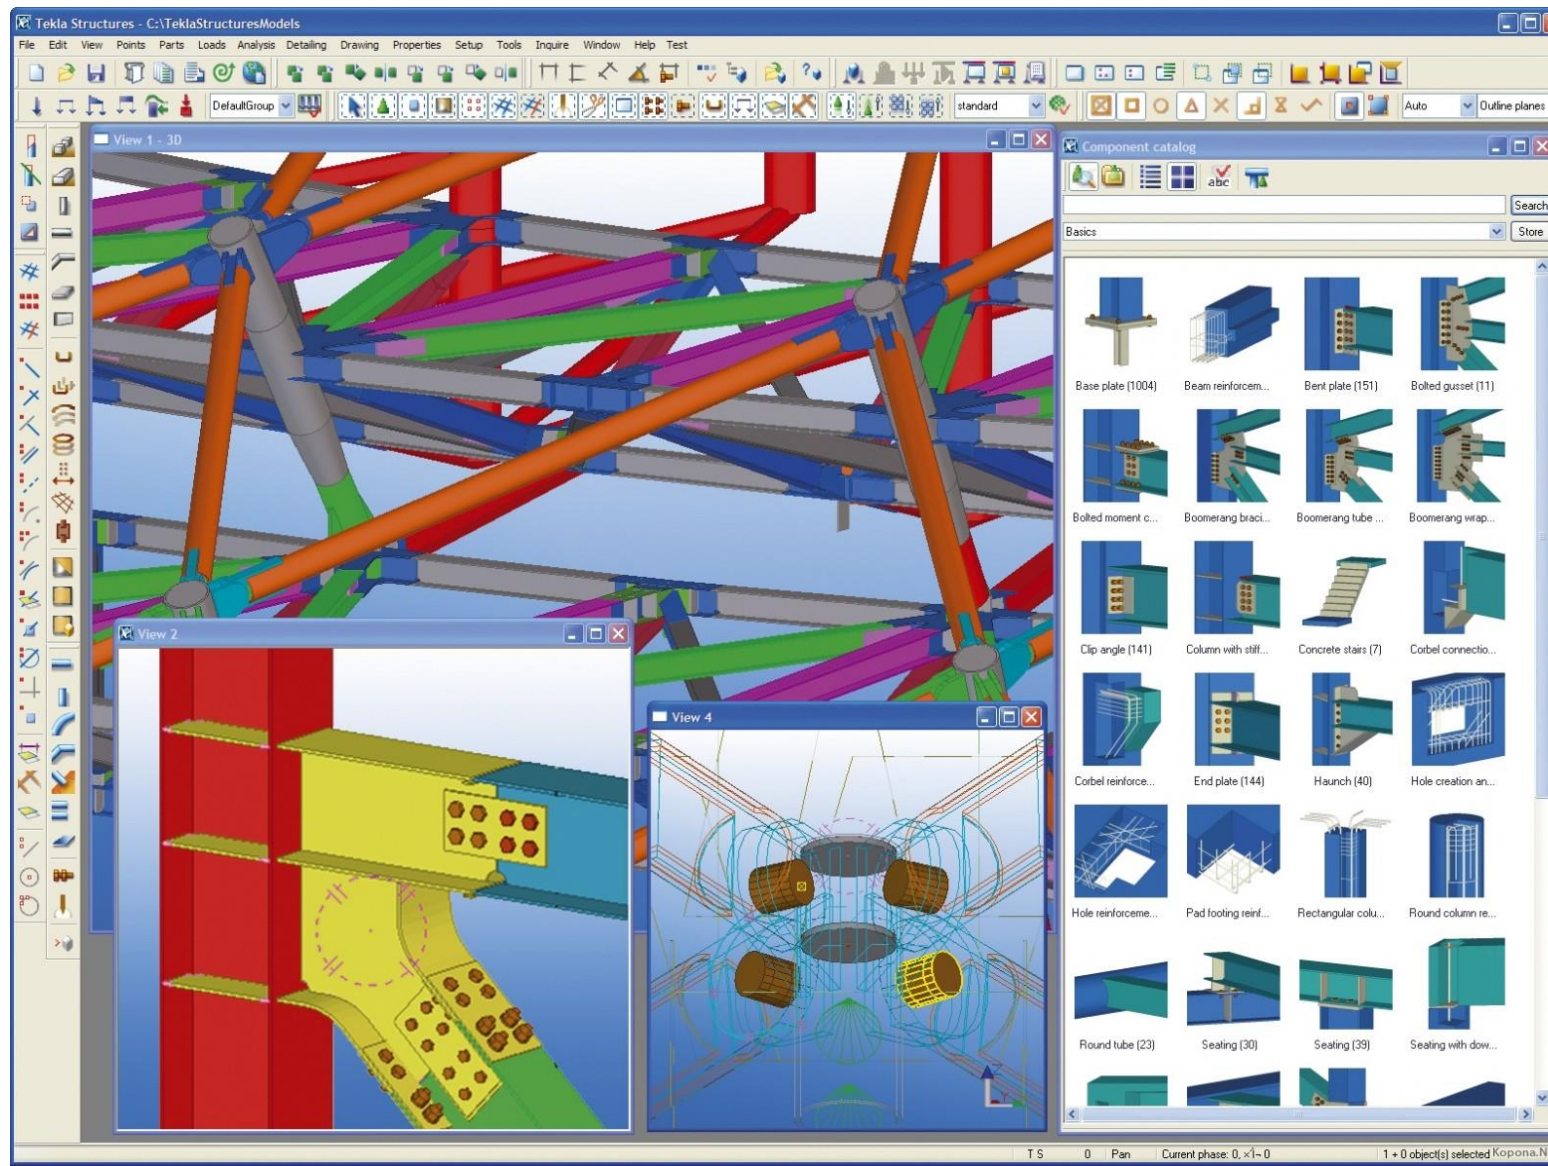 Tekla Structures - C:\TeklaStructuresModels
File Edit View Points Parts Loads Analysis Detailing Drawing Properties Setup Tools Inquire Window Help Test
DefaultGroup standard Auto Outline planes
View 1 - 3D
Component catalog
abc
Search
Basics Store
Base plate (1004) Beam reinforcem... Bent plate (151) Bolted gusset (11)
Bolted moment c... Boomerang braci... Boomerang tube ... Boomerang wrap...
Clip angle (141) Column with stiff... Concrete stairs (7) Corbel connectio...
View 2
View 4
Corbel reinforce... End plate (144) Haunch (40) Hole creation an...
Hole reinforceme... Pad footing reinf... Rectangular colu... Round column re...
Round tube (23) Seating (30) Seating (39) Seating with dow...
T S 0 Pan Current phase: 0, 1 + 0 object(s) selected Kopona.N